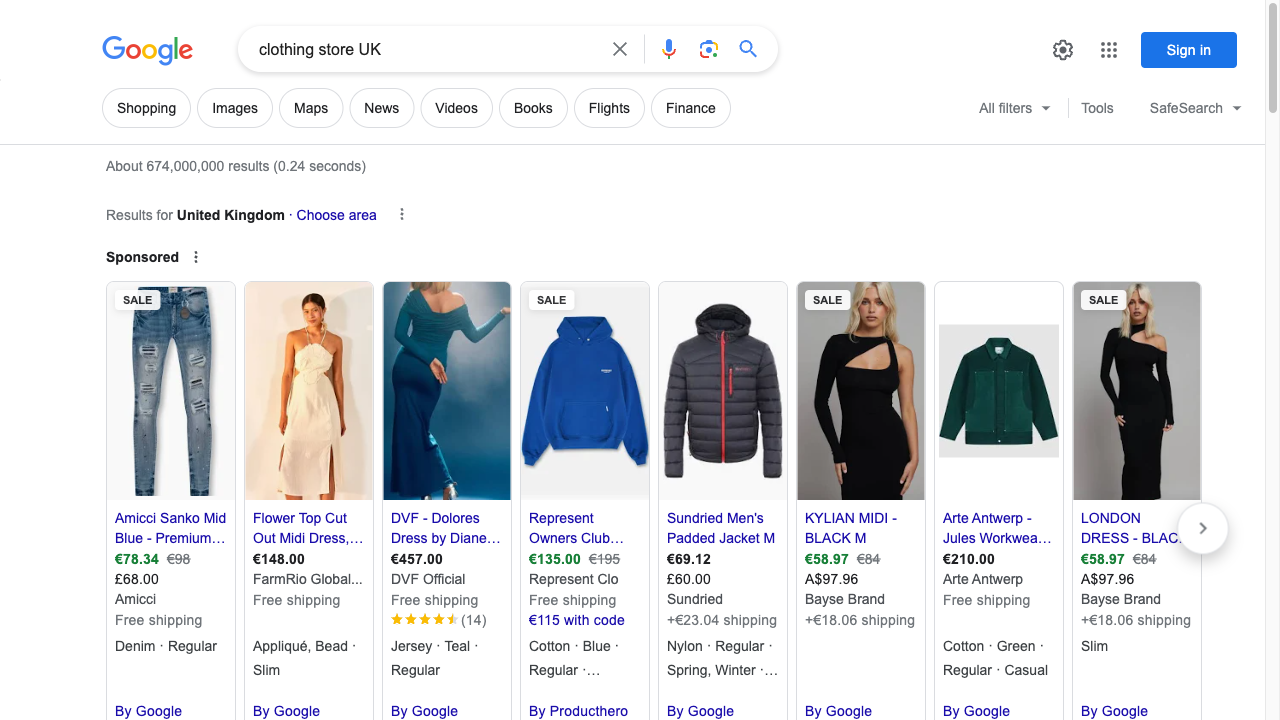 Google
clothing store UK
Sign in
Shopping
Images
Maps
News
Videos
Books
Flights
Finance
All filters
Tools
SafeSearch
About 674,000,000 results (0.24 seconds)
Results for United Kingdom · Choose area
Sponsored
SALE
Amicci Sanko Mid
Blue - Premium...
€78.34 €98
£68.00
Amicci
Free shipping
Denim · Regular
By Google
Flower Top Cut
Out Midi Dress,...
€148.00
FarmRio Global...
Free shipping
Appliqué, Bead ·
Slim
By Google
DVF - Dolores
Dress by Diane...
€457.00
DVF Official
Free shipping
(14)
Jersey · Teal ·
Regular
By Google
SALE
Represent
Owners Club...
€135.00 €195
Represent Clo
Free shipping
€115 with code
Cotton · Blue ·
Regular ·...
By Producthero
Sundried Men's
Padded Jacket M
€69.12
£60.00
Sundried
+€23.04 shipping
Nylon · Regular ·
Spring, Winter ·...
By Google
SALE
KYLIAN MIDI -
BLACK M
€58.97 €84
A$97.96
Bayse Brand
+€18.06 shipping
By Google
Arte Antwerp -
Jules Workwea...
€210.00
Arte Antwerp
Free shipping
Cotton · Green ·
Regular · Casual
By Google
SALE
LONDON
DRESS - BLAC
€58.97 €84
A$97.96
Bayse Brand
+€18.06 shipping
Slim
By Google